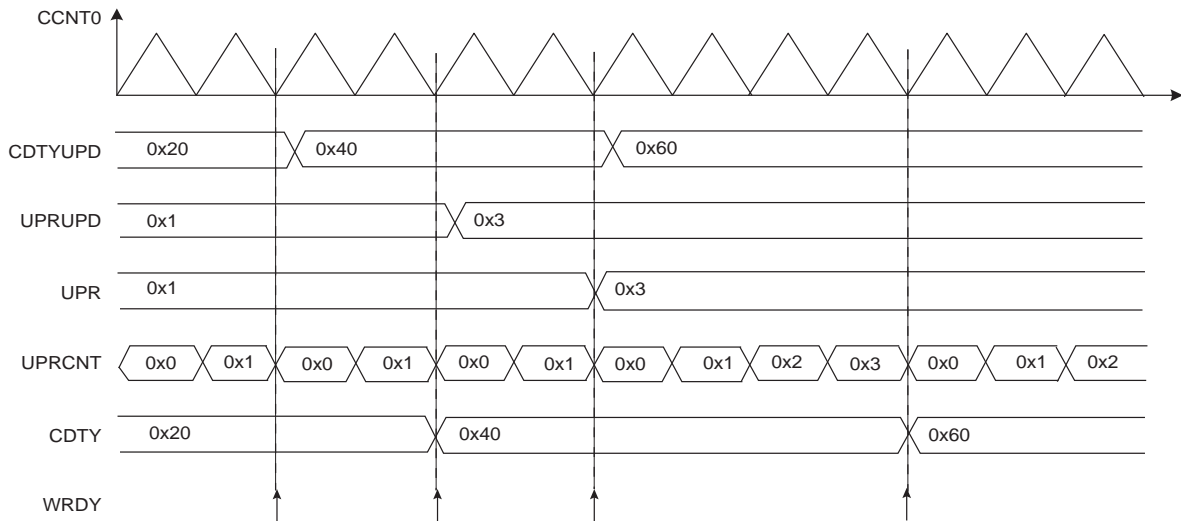 CCNT0
CDTYUPD 0x20 0x40 0x60
UPRUPD 0x1 0x3
UPR 0x1 0x3
UPRCNT 0x0 0x1 0x0 0x1 0x0 0x1 0x0 0x1 0x2 0x3 0x0 0x1 0x2
CDTY 0x20 0x40 0x60
WRDY